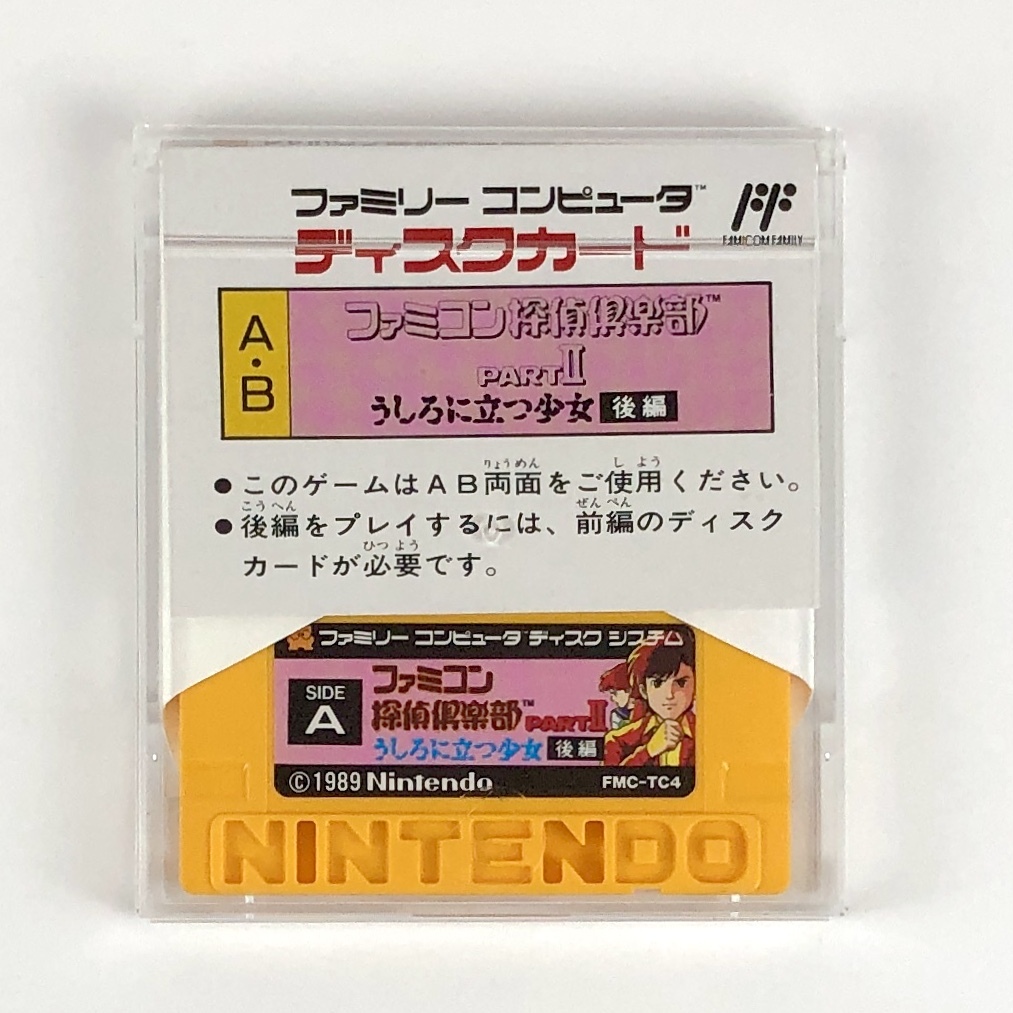 ファミリー コンピュータ™
FAMICOM FAMILY
ディスクカード
A・B
ファミコン探偵倶楽部™
PART II
うしろに立つ少女 後編
りょうめん しよう
●このゲームはAB両面をご使用ください。
こうへん ぜんぺん
●後編をプレイするには、前編のディスク
ひつよう
カードが必要です。
ファミリー コンピュータ ディスク システム
SIDE
A
ファミコン
探偵倶楽部™ PART II
うしろに立つ少女 後編
©1989 Nintendo
FMC-TC4
NINTENDO